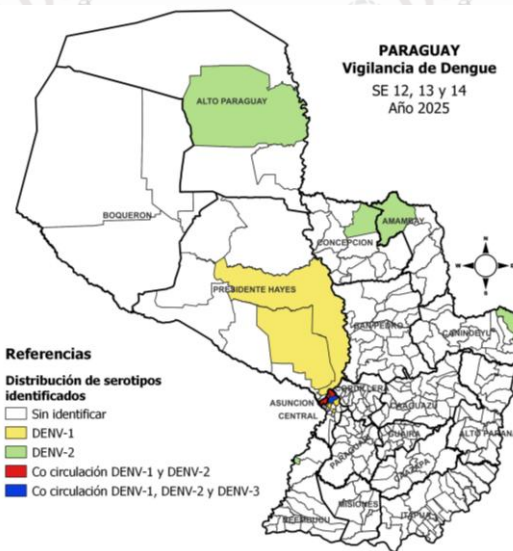 PARAGUAY
Vigilancia de Dengue
SE 12, 13 y 14
Año 2025
ALTO PARAGUAY
BOQUERON
AMAMBAY
CONCEPCION
PRESIDENTE HAYES
SAN PEDRO
CANINDEYU
CORDILLERA
ASUNCION
CENTRAL
CAAGUAZU
ALTO PARANA
GUAIRA
PARAGUARI
CAAZAPA
MISIONES
ÑEEMBUCU
ITAPUA
Referencias
Distribución de serotipos
identificados
Sin identificar
DENV-1
DENV-2
Co circulación DENV-1 y DENV-2
Co circulación DENV-1, DENV-2 y DENV-3